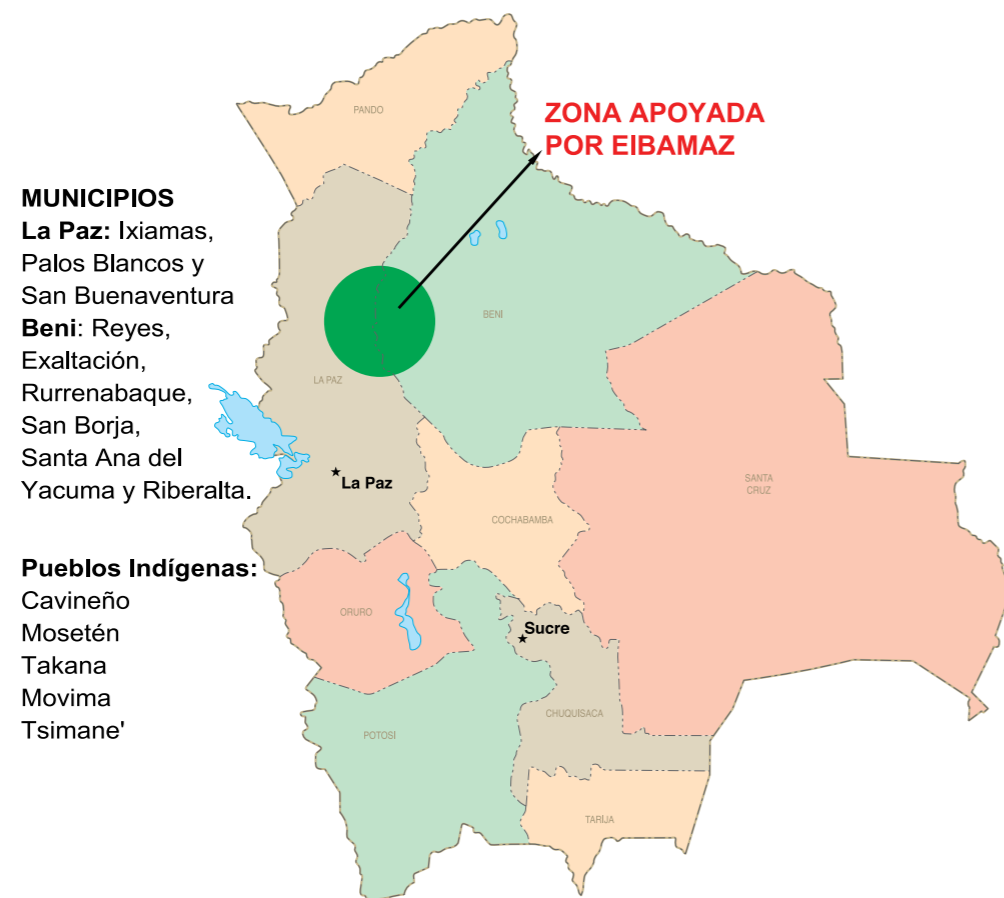 PANDO
ZONA APOYADA
POR EIBAMAZ
MUNICIPIOS
La Paz: Ixiamas,
Palos Blancos y
San Buenaventura
Beni: Reyes,
Exaltación,
Rurrenabaque,
San Borja,
Santa Ana del
Yacuma y Riberalta.
Pueblos Indígenas:
Cavineño
Mosetén
Takana
Movima
Tsimane'
BENI
LA PAZ
La Paz
SANTA
CRUZ
COCHABAMBA
ORURO
Sucre
CHUQUISACA
POTOSÍ
TARIJA